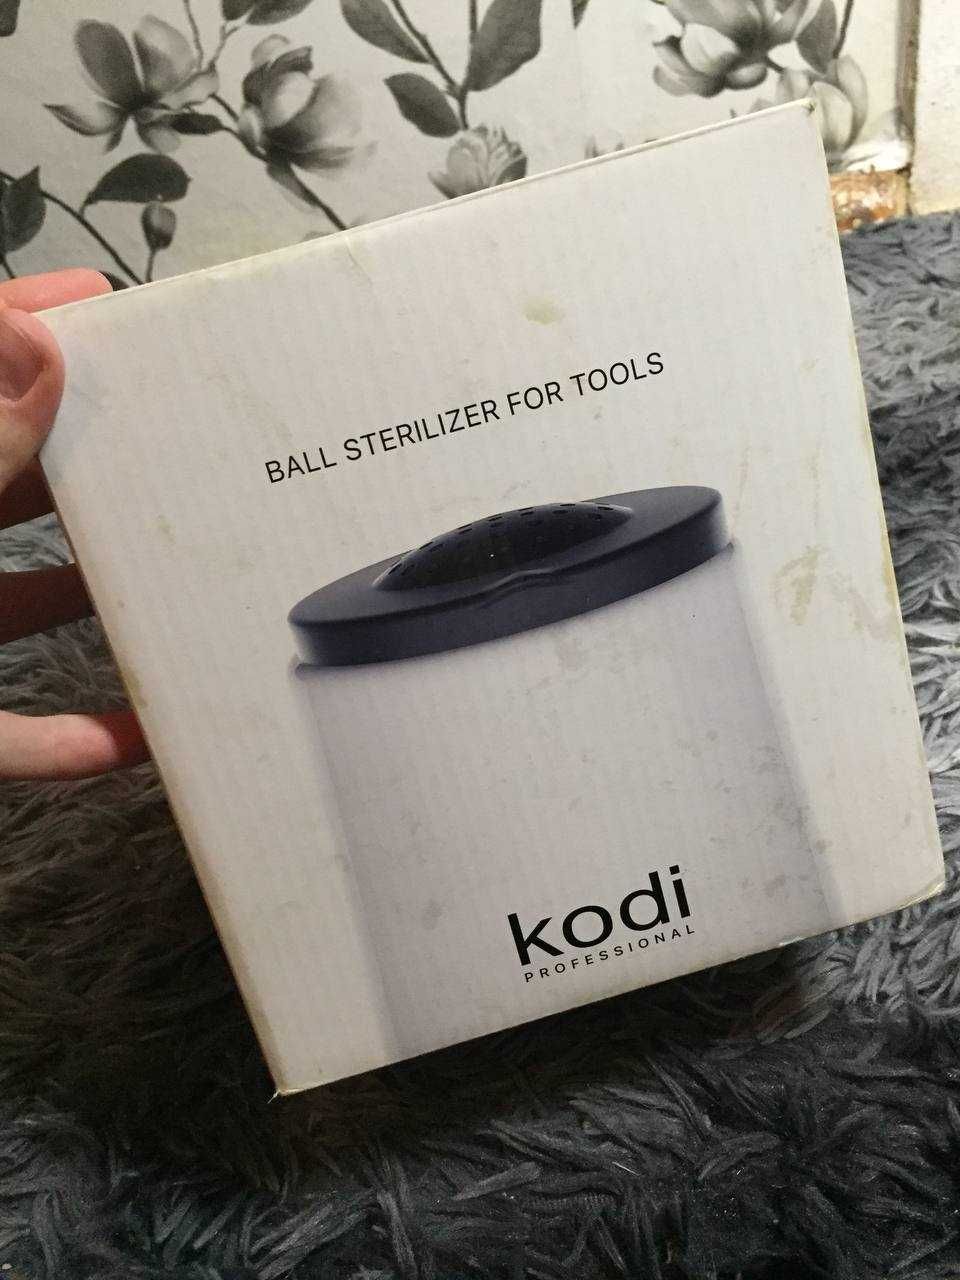 BALL STERILIZER FOR TOOLS
kodi
PROFESSIONAL